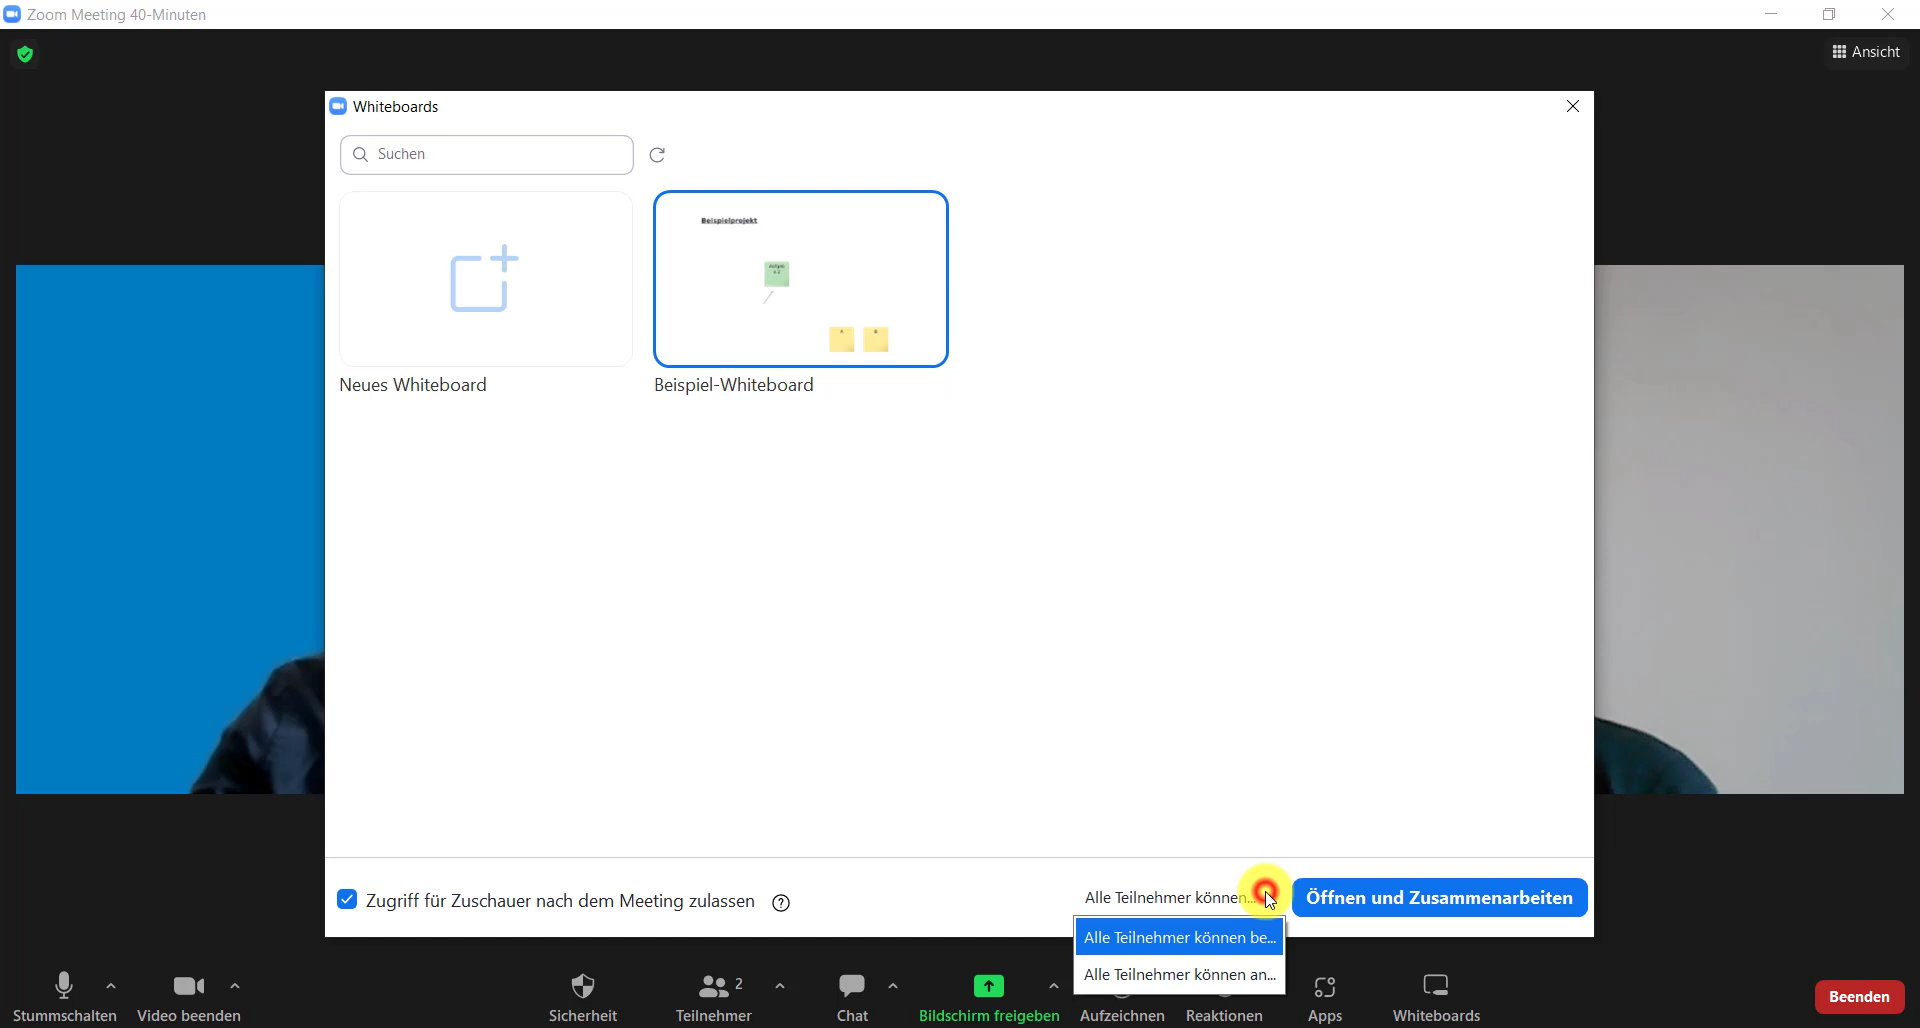 Zoom Meeting 40-Minuten
Ansicht
Whiteboards
Suchen
Beispielprojekt
A
B
Neues Whiteboard
Beispiel-Whiteboard
Zugriff für Zuschauer nach dem Meeting zulassen
Alle Teilnehmer können...
Öffnen und Zusammenarbeiten
Alle Teilnehmer können be...
Alle Teilnehmer können an...
2
Stummschalten
Video beenden
Sicherheit
Teilnehmer
Chat
Bildschirm freigeben
Aufzeichnen
Reaktionen
Apps
Whiteboards
Beenden